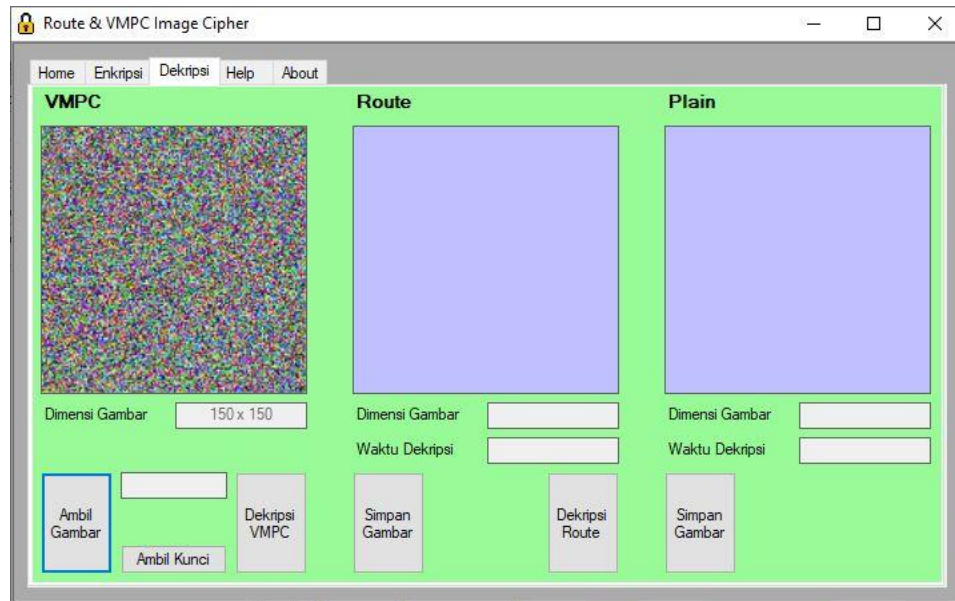 Route & VMPC Image Cipher
Home Enkripsi Dekripsi Help About
VMPC Route Plain
Dimensi Gambar 150 x 150 Dimensi Gambar Dimensi Gambar
Waktu Dekripsi Waktu Dekripsi
Ambil
Gambar
Ambil Kunci
Dekripsi
VMPC
Simpan
Gambar
Dekripsi
Route
Simpan
Gambar